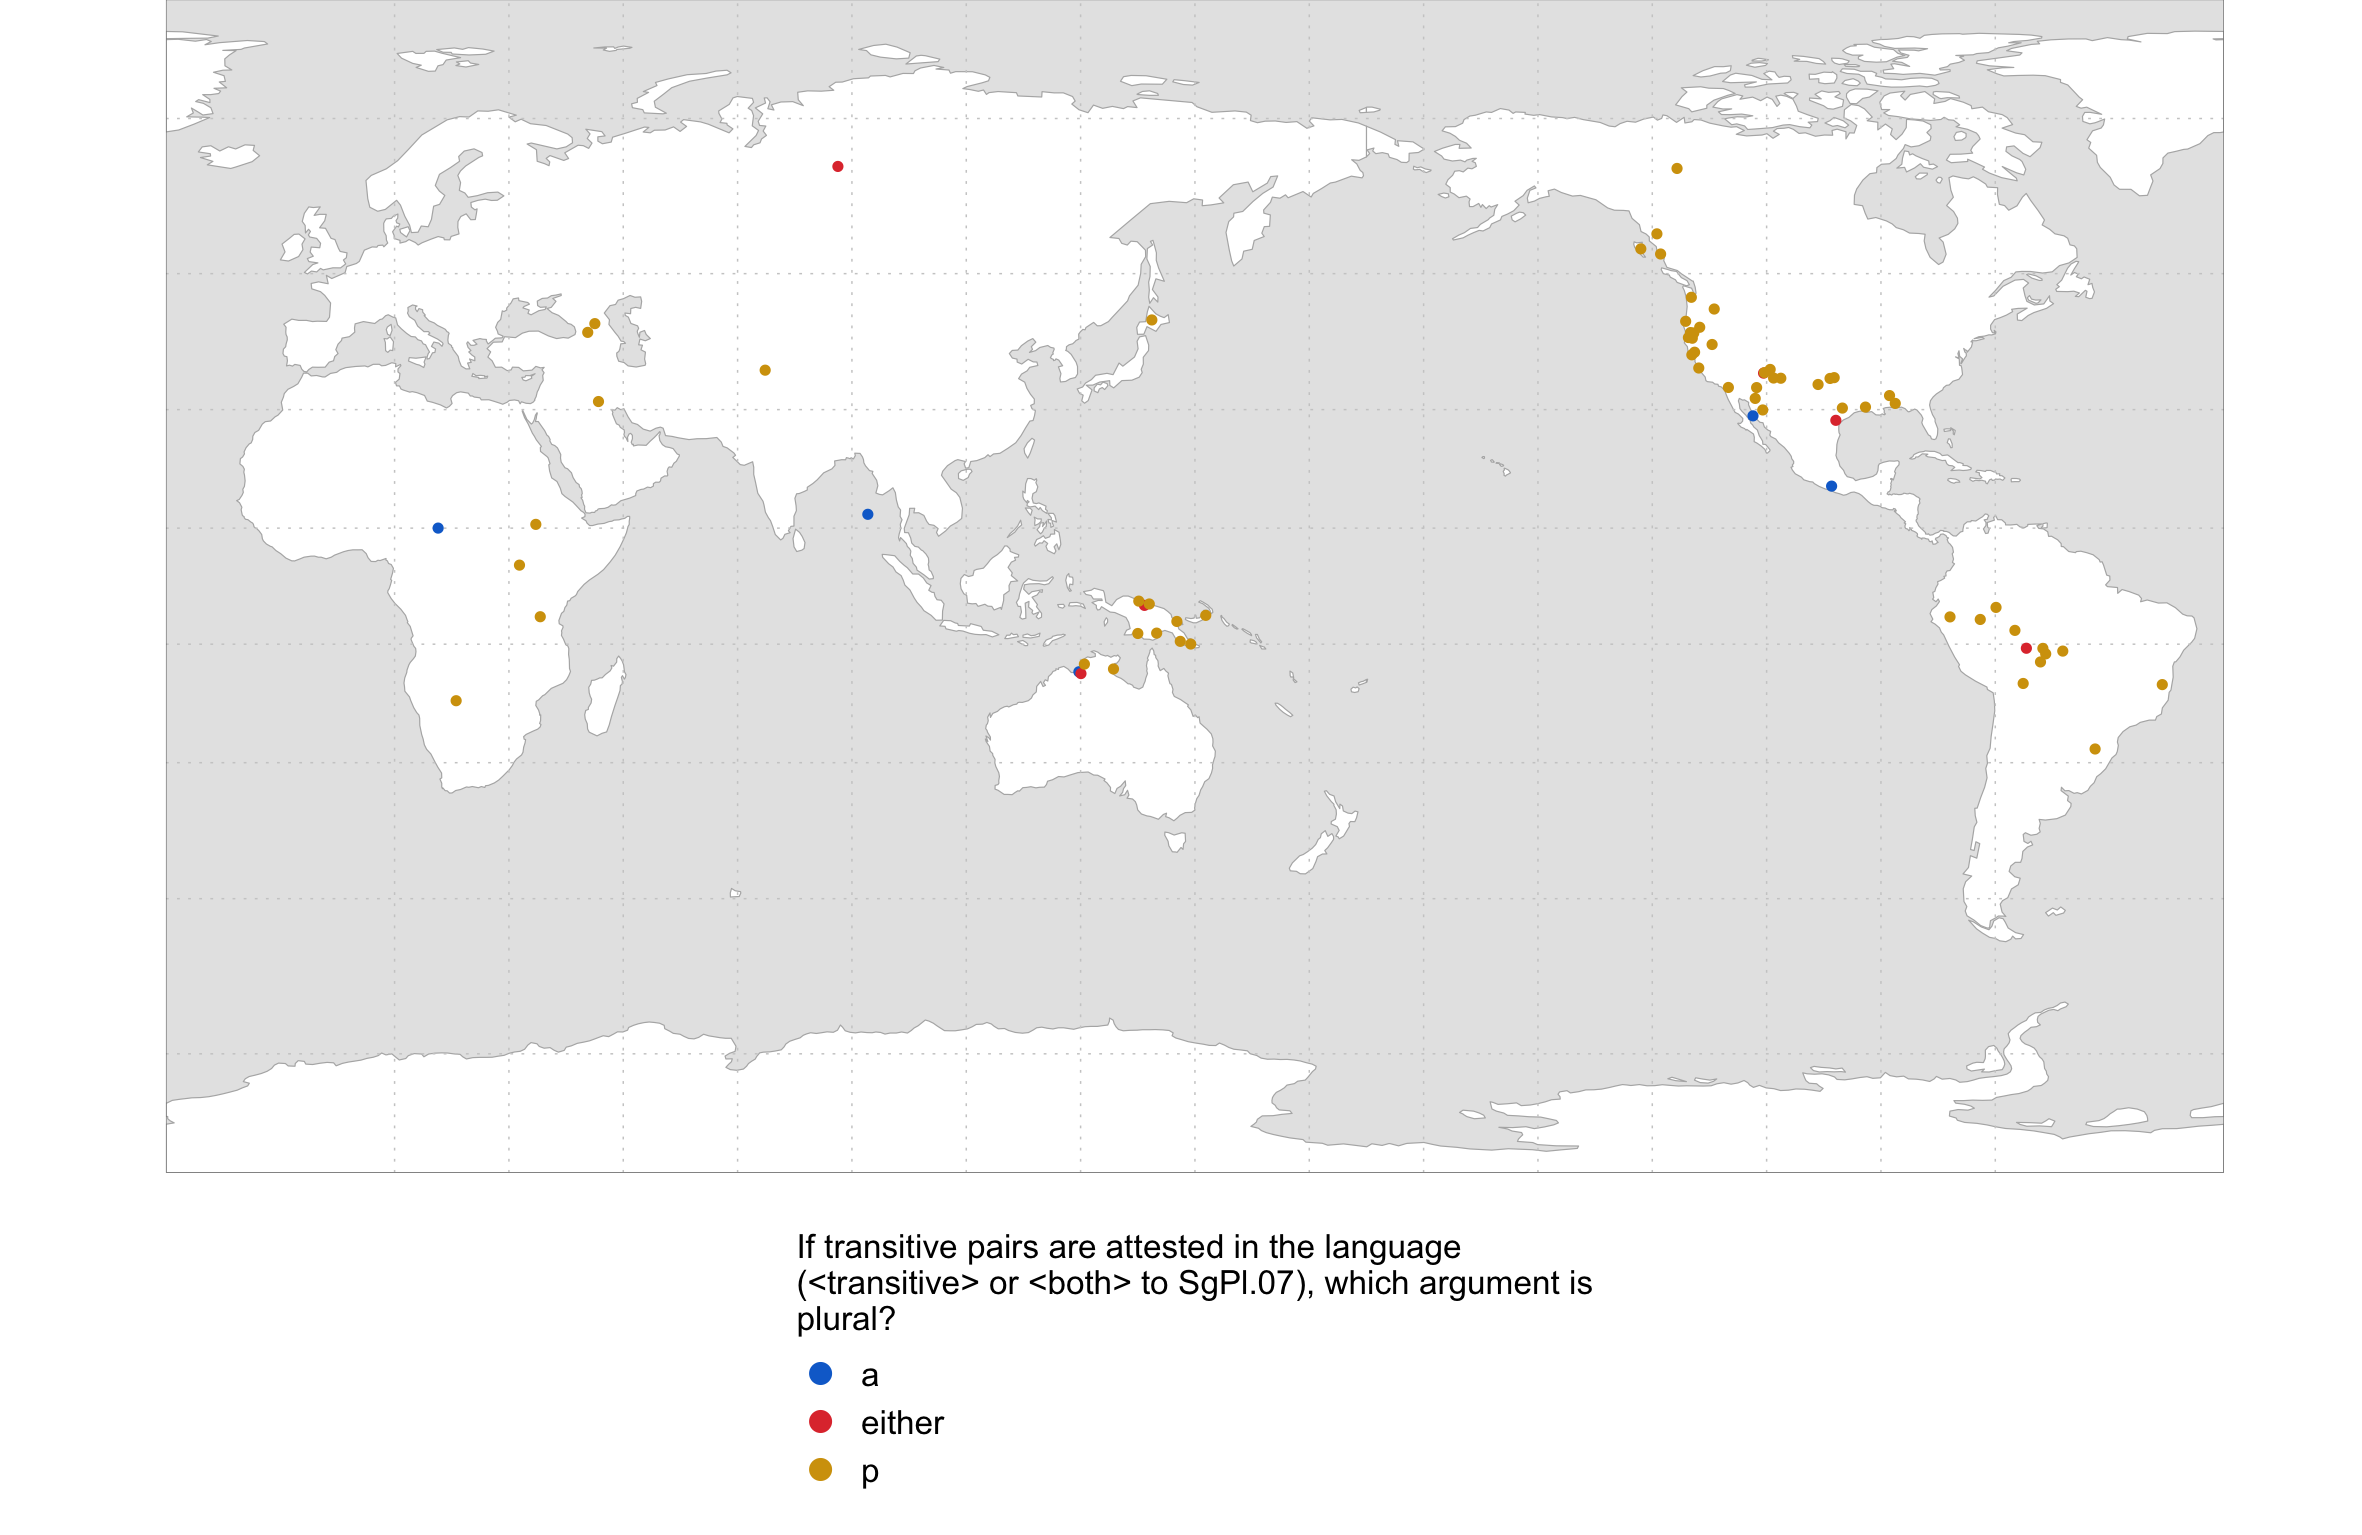 If transitive pairs are attested in the language
(<transitive> or <both> to SgPl.07), which argument is
plural?
a
either
p